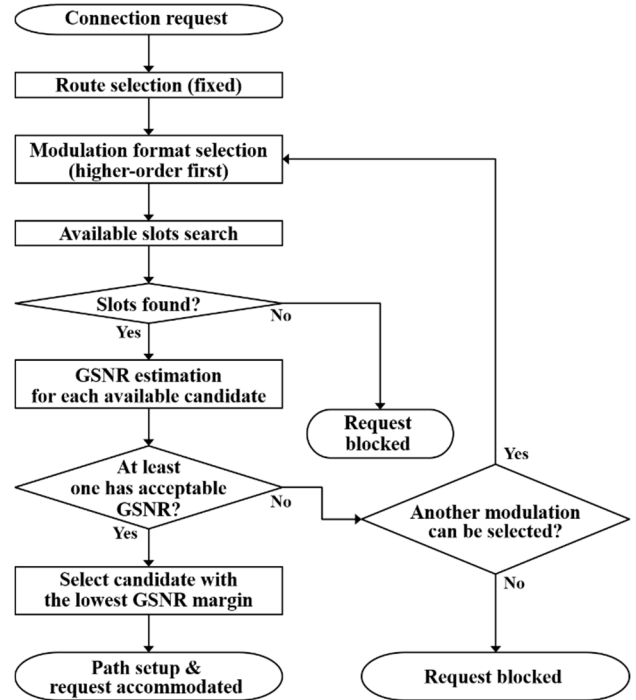 Connection request
Route selection (fixed)
Modulation format selection
(higher-order first)
Available slots search
Slots found?
No
Yes
GSNR estimation
for each available candidate
Request
blocked
At least
one has acceptable
GSNR?
No
Yes
Yes
Another modulation
can be selected?
No
Select candidate with
the lowest GSNR margin
Path setup &
request accommodated
Request blocked